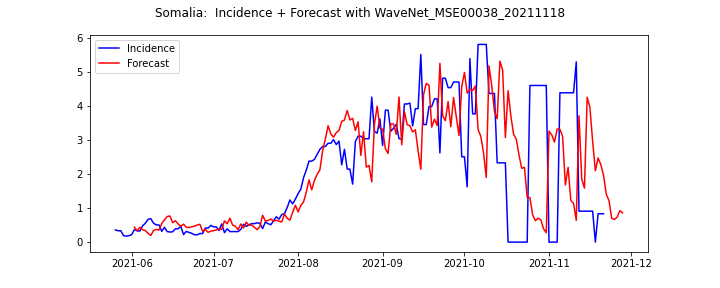 Somalia:  Incidence + Forecast with WaveNet_MSE00038_20211118
Incidence
Forecast
6
5
4
3
2
1
0
2021-06 2021-07 2021-08 2021-09 2021-10 2021-11 2021-12